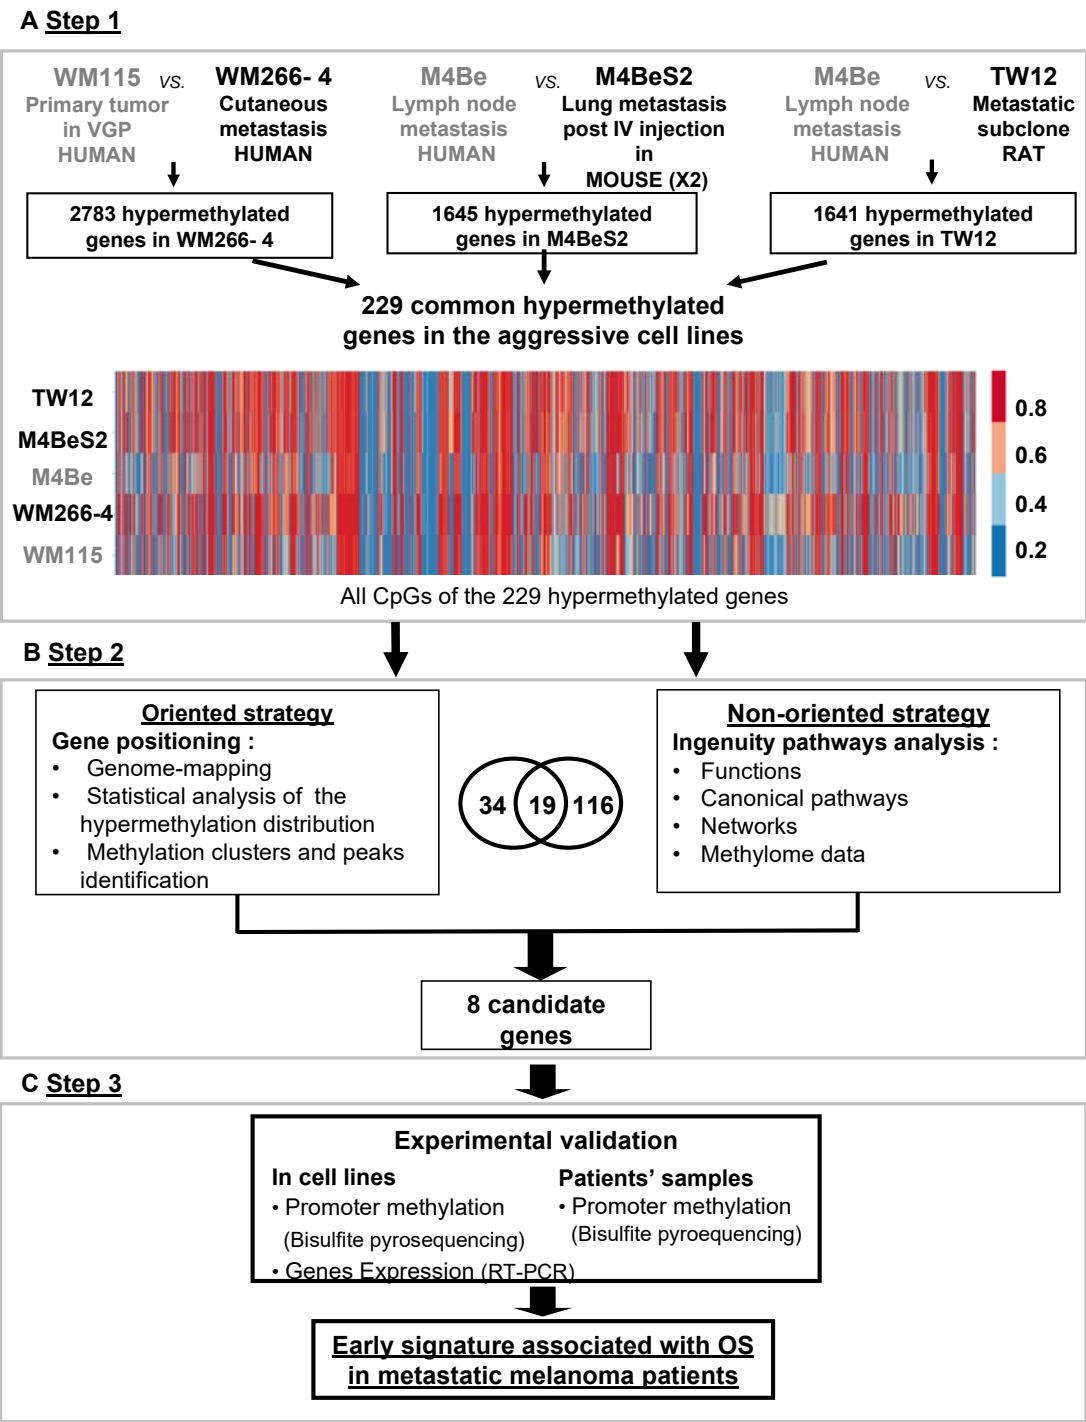 A Step 1
WM115 vs. WM266- 4
Primary tumor
in VGP
HUMAN
Cutaneous
metastasis
HUMAN
M4Be vs. M4BeS2
Lymph node
metastasis
HUMAN
Lung metastasis
post IV injection
in
MOUSE (X2)
M4Be vs. TW12
Lymph node
metastasis
HUMAN
Metastatic
subclone
RAT
2783 hypermethylated
genes in WM266- 4
1645 hypermethylated
genes in M4BeS2
1641 hypermethylated
genes in TW12
229 common hypermethylated
genes in the aggressive cell lines
TW12
M4BeS2
M4Be
WM266-4
WM115
0.8
0.6
0.4
0.2
All CpGs of the 229 hypermethylated genes
B Step 2
Oriented strategy
Gene positioning :
• Genome-mapping
• Statistical analysis of the
hypermethylation distribution
• Methylation clusters and peaks
identification
34 19 116
Non-oriented strategy
Ingenuity pathways analysis :
• Functions
• Canonical pathways
• Networks
• Methylome data
8 candidate
genes
C Step 3
Experimental validation
In cell lines
• Promoter methylation
(Bisulfite pyrosequencing)
• Genes Expression (RT-PCR)
Patients’ samples
• Promoter methylation
(Bisulfite pyroequencing)
Early signature associated with OS
in metastatic melanoma patients